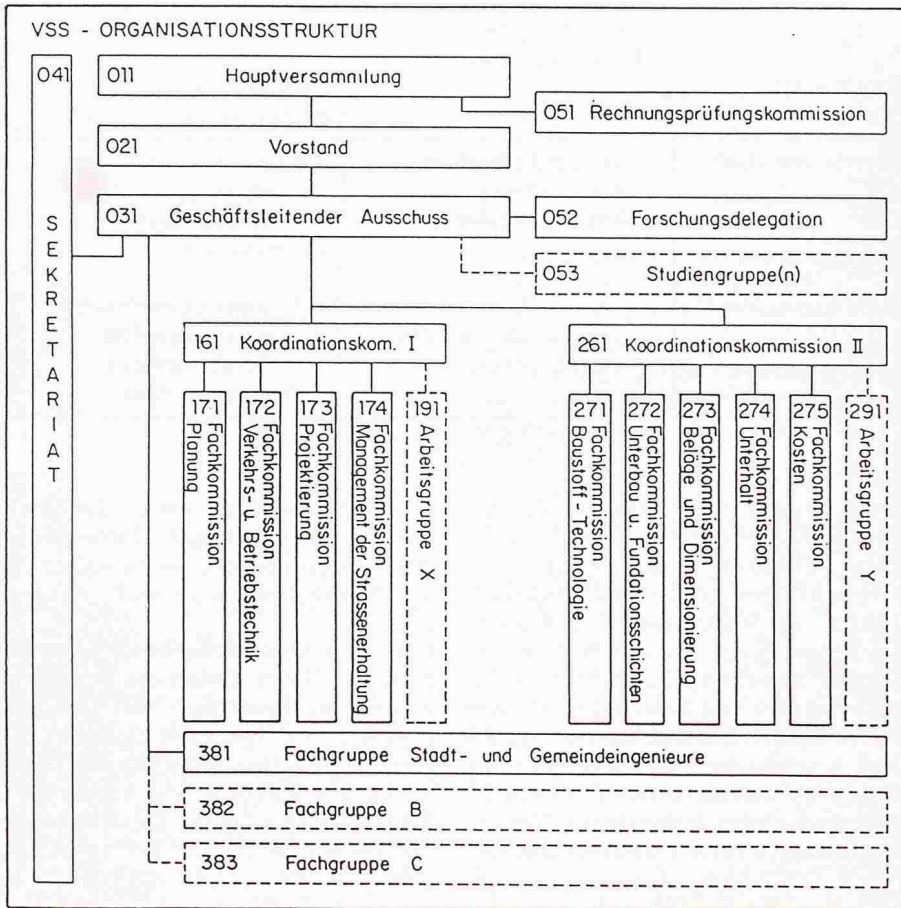 VSS - ORGANISATIONSSTRUKTUR
041
SEKRETARIAT
011 Hauptversammlung
051 Rechnungsprüfungskommission
021 Vorstand
031 Geschäftsleitender Ausschuss
052 Forschungsdelegation
053 Studiengruppe(n)
161 Koordinationskom. I
261 Koordinationskommission II
171 Fachkommission
Planung
172 Fachkommission
Verkehrs- u. Betriebstechnik
173 Fachkommission
Projektierung
174 Fachkommission
Management der Strassenerhaltung
191 Arbeitsgruppe X
271 Fachkommission
Baustoff - Technologie
272 Fachkommission
Unterbau u. Fundationsschichten
273 Fachkommission
Beläge und Dimensionierung
274 Fachkommission
Unterhalt
275 Fachkommission
Kosten
291 Arbeitsgruppe Y
381 Fachgruppe Stadt- und Gemeindeingenieure
382 Fachgruppe B
383 Fachgruppe C